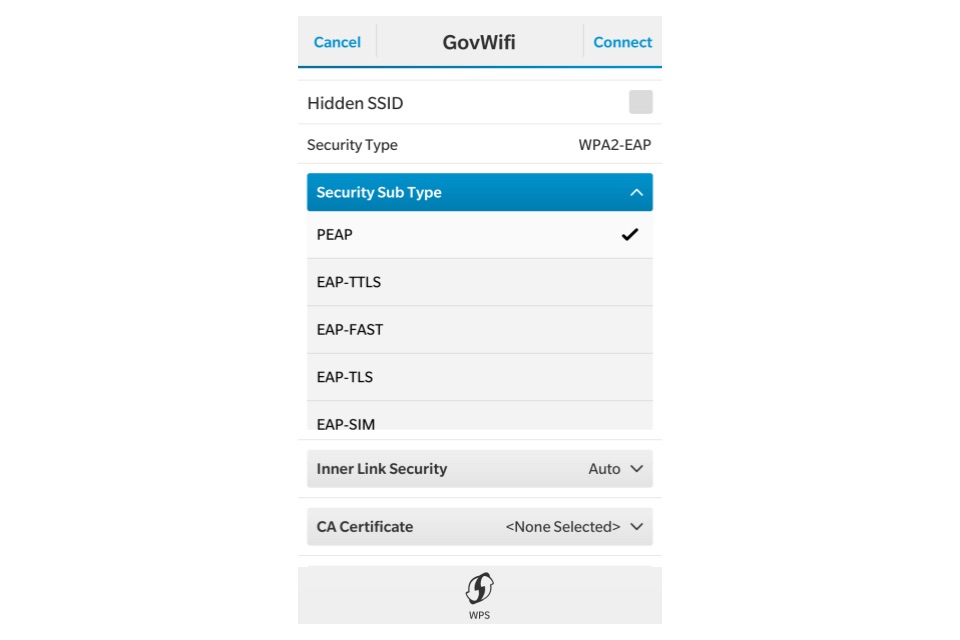 Cancel GovWifi Connect
Hidden SSID
Security Type WPA2-EAP
Security Sub Type
PEAP
EAP-TTLS
EAP-FAST
EAP-TLS
EAP-SIM
Inner Link Security Auto
CA Certificate <None Selected>
WPS